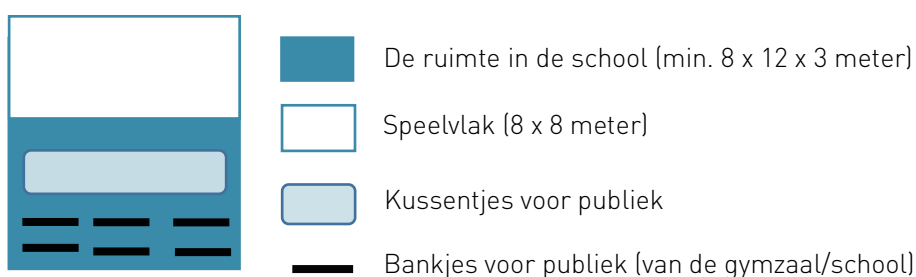 De ruimte in de school (min. 8 x 12 x 3 meter)
Speelvlak (8 x 8 meter)
Kussentjes voor publiek
Bankjes voor publiek (van de gymzaal/school)